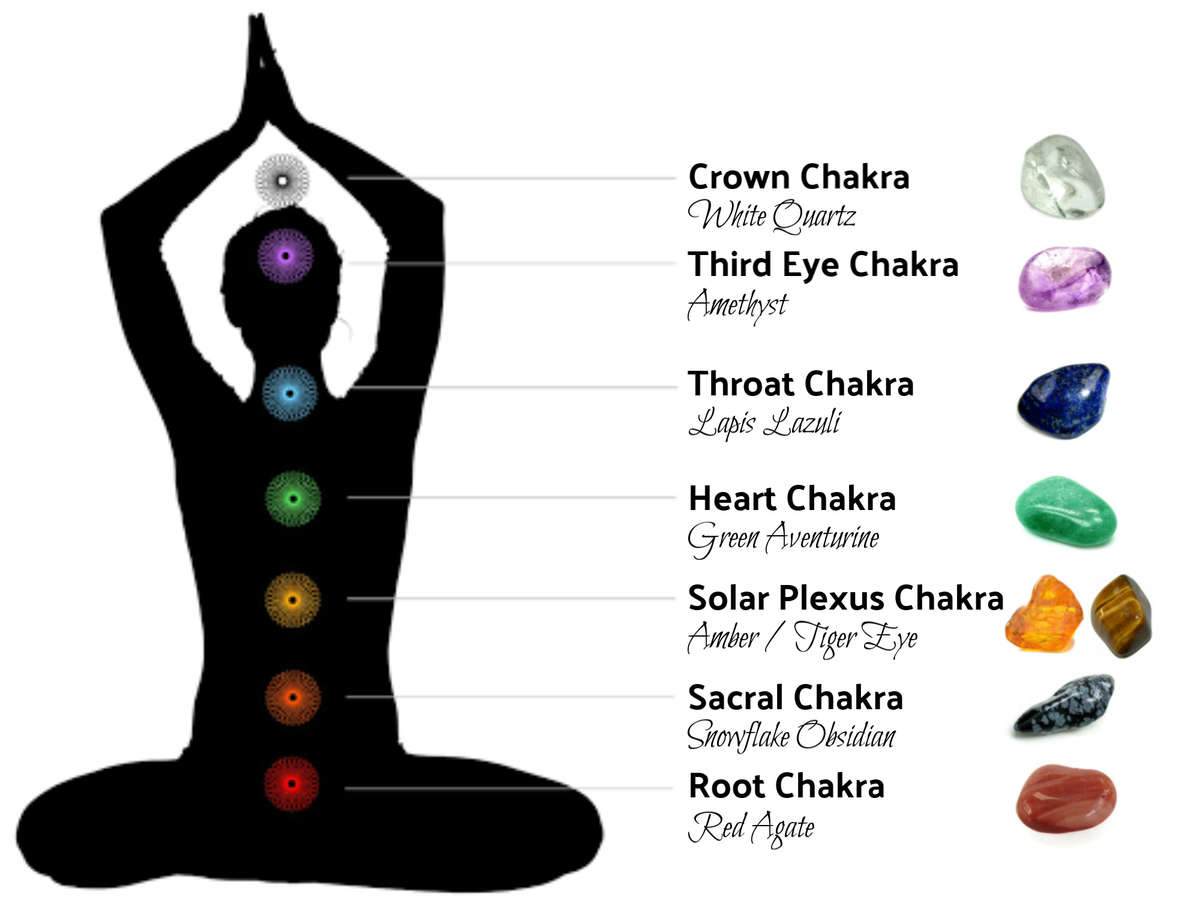 Crown Chakra
White Quartz
Third Eye Chakra
Amethyst
Throat Chakra
Lapis Lazuli
Heart Chakra
Green Aventurine
Solar Plexus Chakra
Amber / Tiger Eye
Sacral Chakra
Snowflake Obsidian
Root Chakra
Red Agate